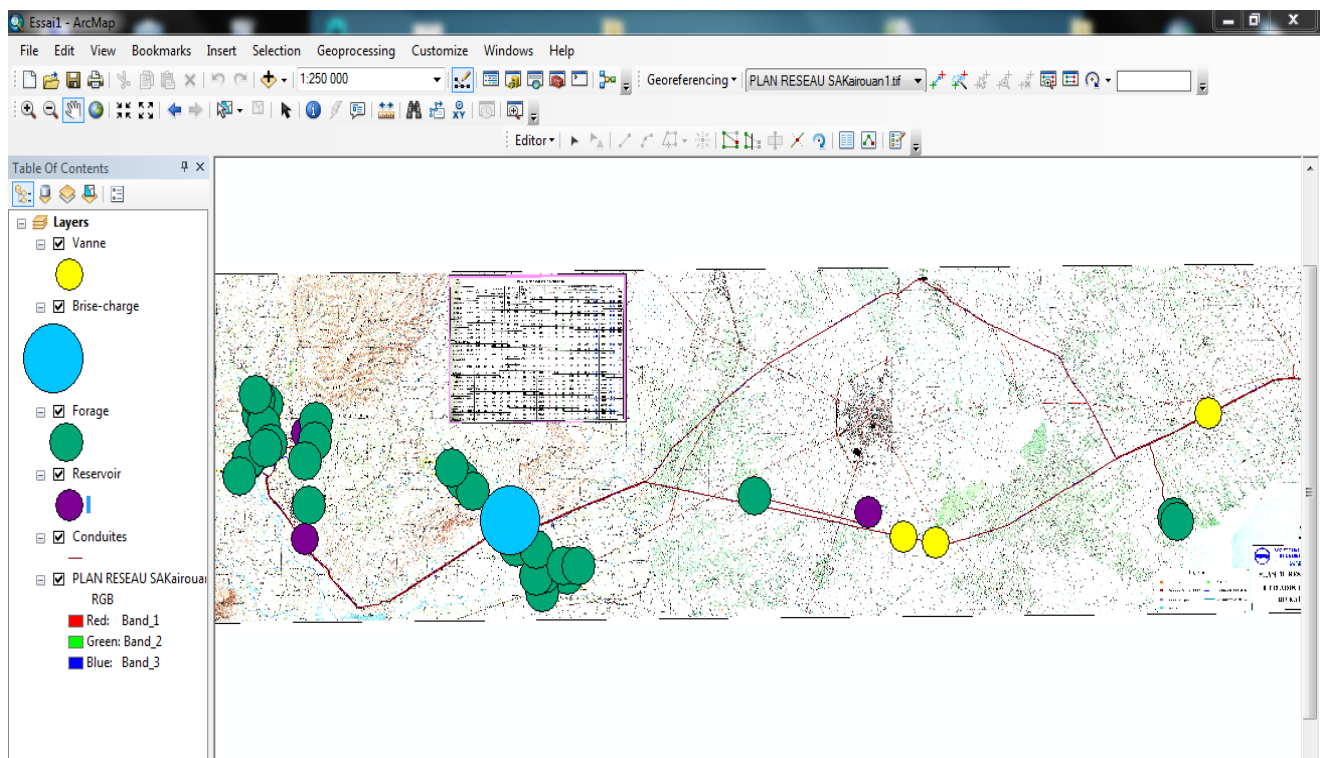 Essai1 - ArcMap
File Edit View Bookmarks Insert Selection Geoprocessing Customize Windows Help
1:250 000
Georeferencing
PLAN RESEAU SAKairouan1.tif
Editor
Table Of Contents
Layers
Vanne
Brise-charge
Forage
Reservoir
Conduites
PLAN RESEAU SAKairouan
RGB
Red: Band_1
Green: Band_2
Blue: Band_3